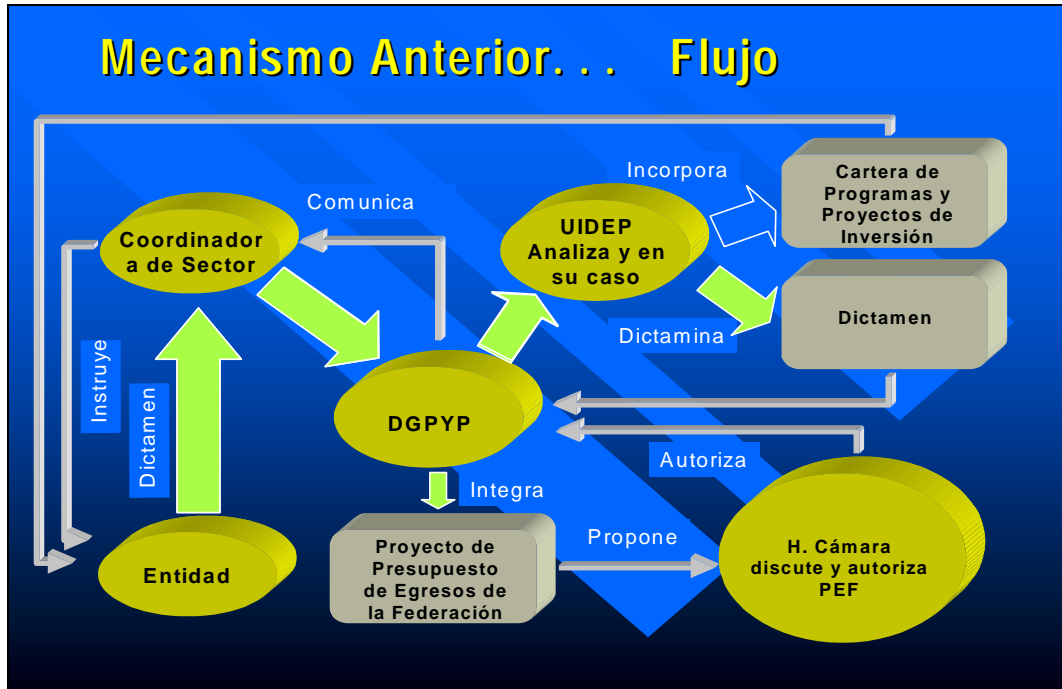 Mecanismo Anterior. . . Flujo
Comunica
Incorpora
Cartera de
Programas y
Proyectos de
Inversión
Coordinador
a de Sector
UIDEP
Analiza y en
su caso
Dictamina
Dictamen
Instruye
Dictamen
DGPYP
Autoriza
Integra
Entidad
Proyecto de
Presupuesto
de Egresos de
la Federación
Propone
H. Cámara
discute y autoriza
PEF